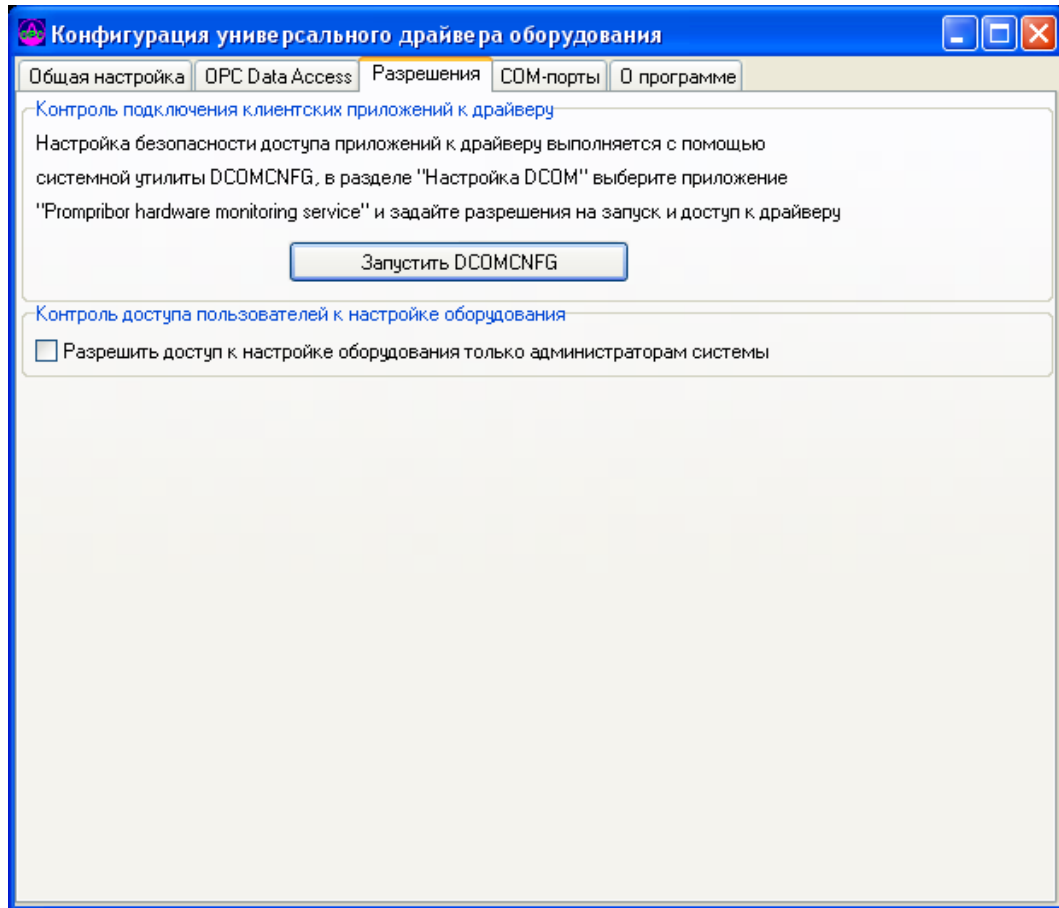 Конфигурация универсального драйвера оборудования
Общая настройка OPC Data Access Разрешения COM-порты О программе
Контроль подключения клиентских приложений к драйверу
Настройка безопасности доступа приложений к драйверу выполняется с помощью
системной утилиты DCOMCNFG, в разделе "Настройка DCOM" выберите приложение
"Prompribor hardware monitoring service" и задайте разрешения на запуск и доступ к драйверу
Запустить DCOMCNFG
Контроль доступа пользователей к настройке оборудования
Разрешить доступ к настройке оборудования только администраторам системы